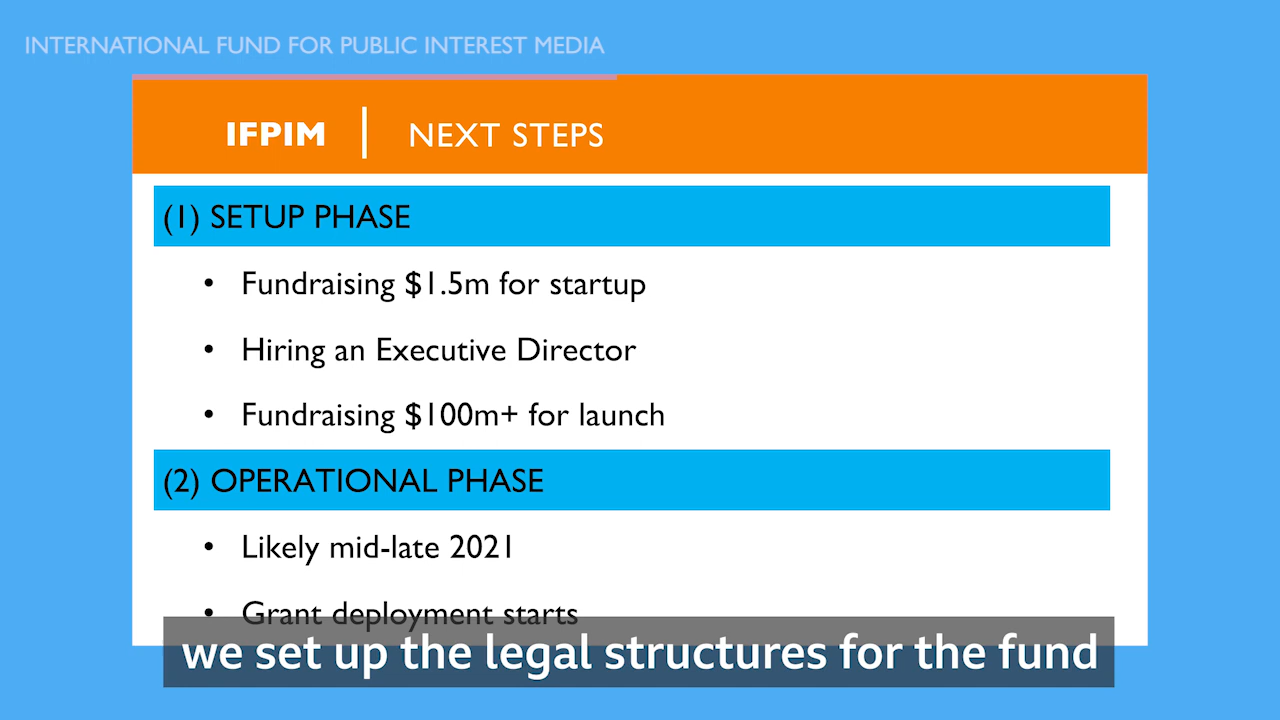 INTERNATIONAL FUND FOR PUBLIC INTEREST MEDIA
IFPIM | NEXT STEPS
(1) SETUP PHASE
• Fundraising $1.5m for startup
• Hiring an Executive Director
• Fundraising $100m+ for launch
(2) OPERATIONAL PHASE
• Likely mid-late 2021
• Grant deployment starts
we set up the legal structures for the fund